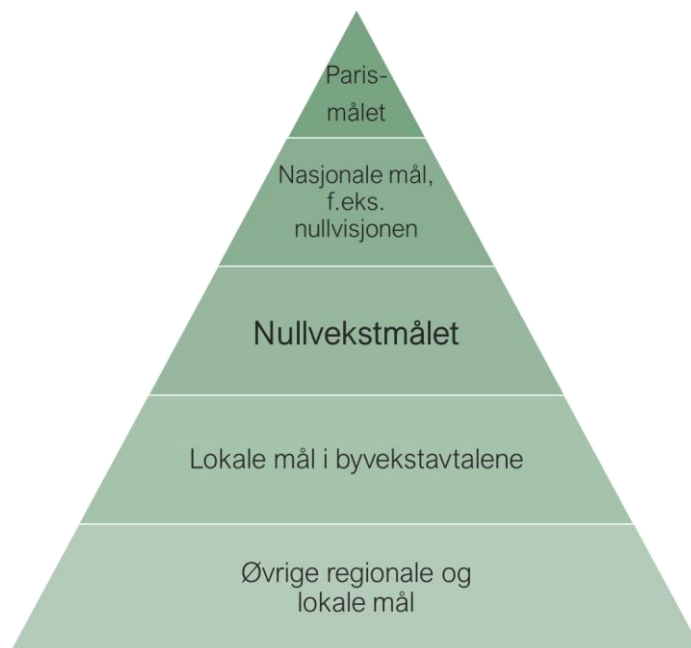 Paris-
målet
Nasjonale mål,
f.eks.
nullvisjonen
Nullvekstmålet
Lokale mål i byvekstavtalene
Øvrige regionale og
lokale mål